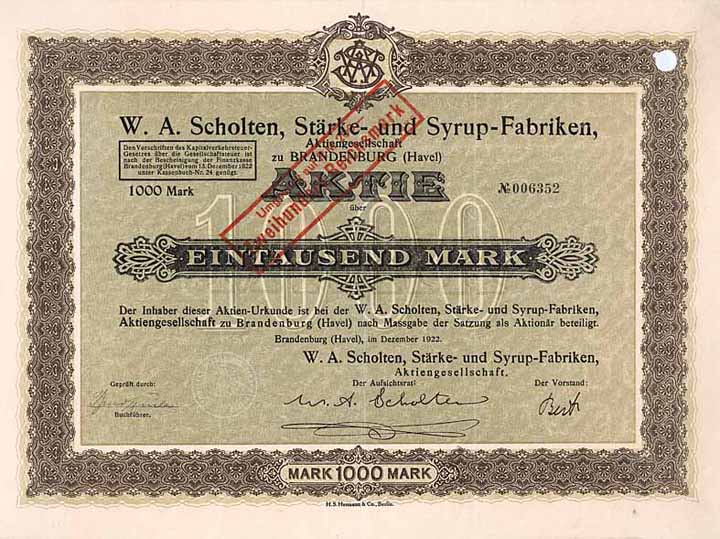 W. A. Scholten, Stärke- und Syrup-Fabriken,
Aktiengesellschaft
zu BRANDENBURG (Havel)
Den Vorschriften des Kapitalverkehrsteuer-
Gesetzes über die Gesellschaftsteuer ist
nach der Bescheinigung der Finanzkasse
Brandenburg (Havel) vom 13. Dezember 1922
unter Kassenbuch-Nr. 24 genügt.
1000 Mark
AKTIE
№ 006352
über
1000
EINTAUSEND MARK
Der Inhaber dieser Aktien-Urkunde ist bei der W. A. Scholten, Stärke- und Syrup-Fabriken,
Aktiengesellschaft zu Brandenburg (Havel) nach Massgabe der Satzung als Aktionär beteiligt.
Brandenburg (Havel), im Dezember 1922.
W. A. Scholten, Stärke- und Syrup-Fabriken,
Aktiengesellschaft.
Geprüft durch:
Der Aufsichtsrat:
Der Vorstand:
W. A. Scholten
Buchführer.
MARK 1000 MARK
& Co., Berlin.